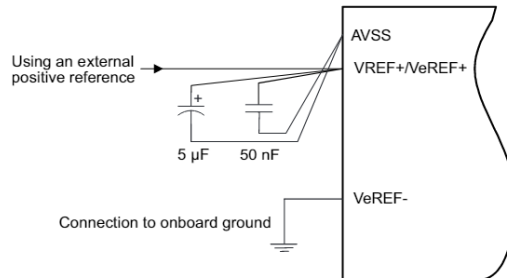 AVSS
Using an external
positive reference
VREF+/VeREF+
+
5 µF
50 nF
VeREF-
Connection to onboard ground